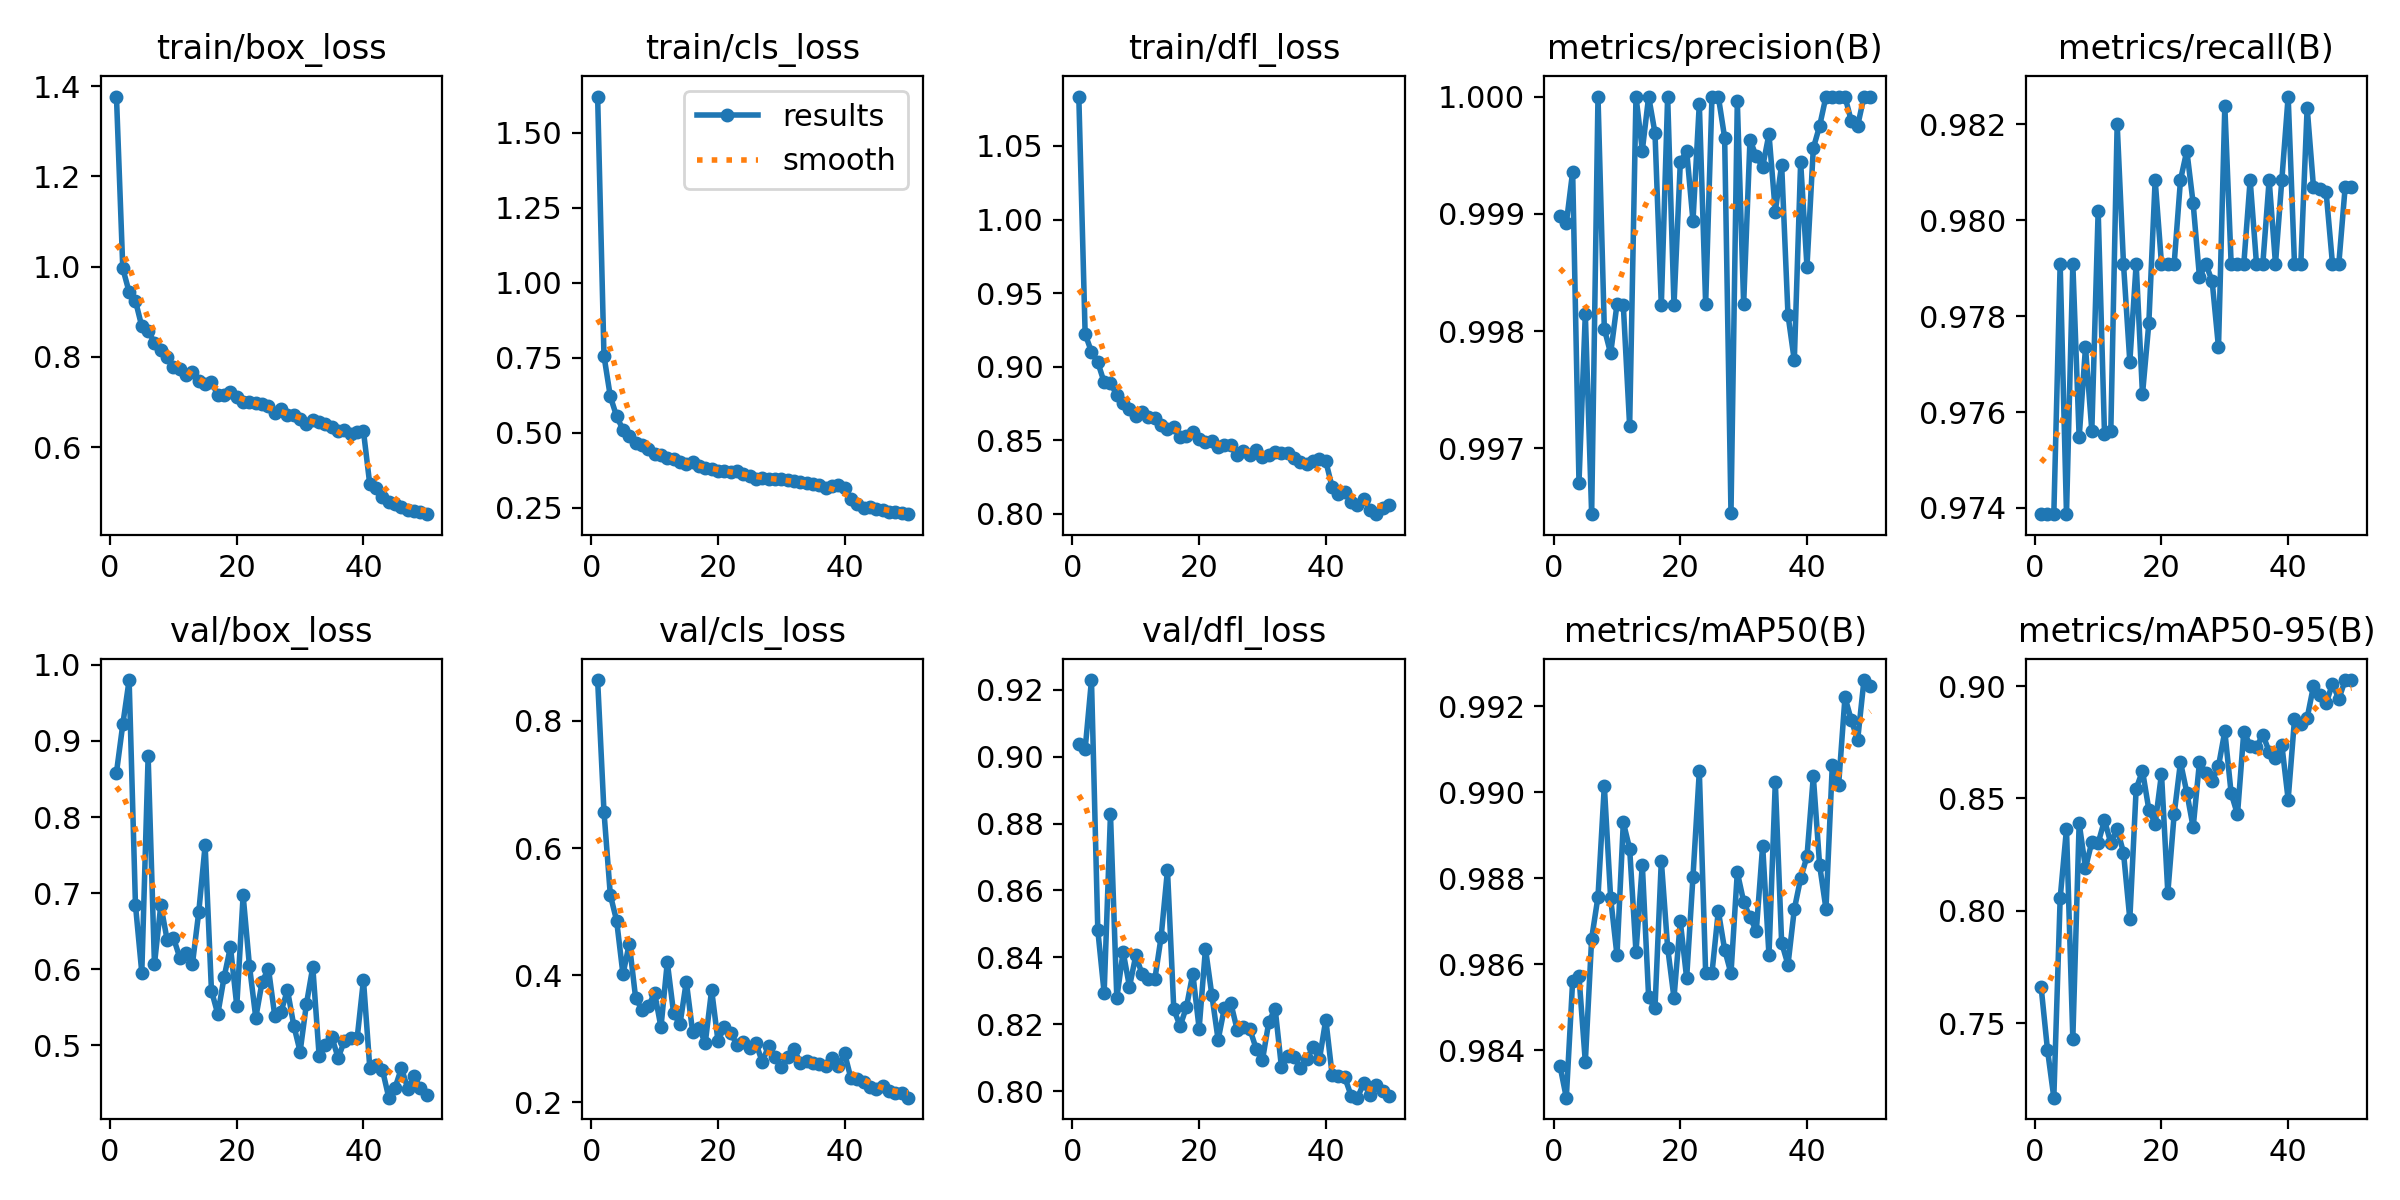 train/box_loss
1.4
1.2
1.0
0.8
0.6
0 20 40
train/cls_loss
results
smooth
1.50
1.25
1.00
0.75
0.50
0.25
0 20 40
train/dfl_loss
1.05
1.00
0.95
0.90
0.85
0.80
0 20 40
metrics/precision(B)
1.000
0.999
0.998
0.997
0 20 40
metrics/recall(B)
0.982
0.980
0.978
0.976
0.974
0 20 40
val/box_loss
1.0
0.9
0.8
0.7
0.6
0.5
0 20 40
val/cls_loss
0.8
0.6
0.4
0.2
0 20 40
val/dfl_loss
0.92
0.90
0.88
0.86
0.84
0.82
0.80
0 20 40
metrics/mAP50(B)
0.992
0.990
0.988
0.986
0.984
0 20 40
metrics/mAP50-95(B)
0.90
0.85
0.80
0.75
0 20 40